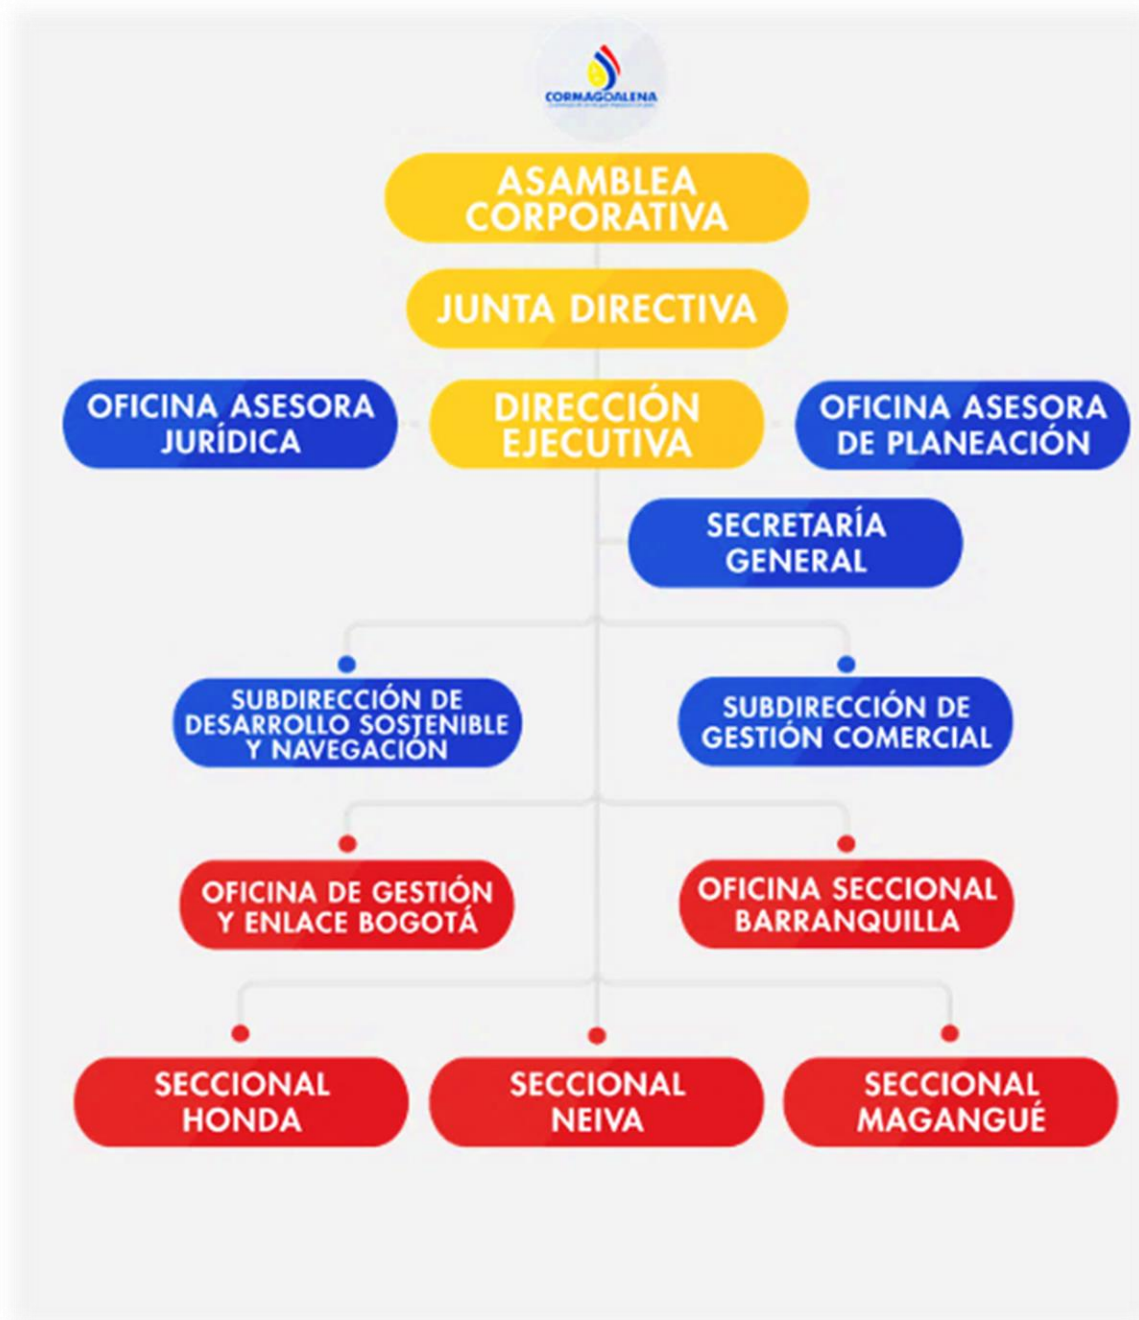 CORMAGDALENA
ASAMBLEA
CORPORATIVA
JUNTA DIRECTIVA
OFICINA ASESORA
JURÍDICA
DIRECCIÓN
EJECUTIVA
OFICINA ASESORA
DE PLANEACIÓN
SECRETARÍA
GENERAL
SUBDIRECCIÓN DE
DESARROLLO SOSTENIBLE
Y NAVEGACIÓN
SUBDIRECCIÓN DE
GESTIÓN COMERCIAL
OFICINA DE GESTIÓN
Y ENLACE BOGOTÁ
OFICINA SECCIONAL
BARRANQUILLA
SECCIONAL
HONDA
SECCIONAL
NEIVA
SECCIONAL
MAGANGUÉ